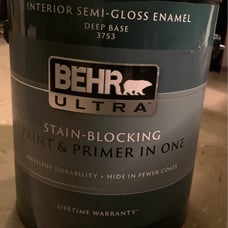 INTERIOR SEMI-GLOSS ENAMEL
DEEP BASE
3753
BEHR
ULTRA
STAIN-BLOCKING
PAINT & PRIMER IN ONE
EXCELLENT DURABILITY • HIDE IN FEWER COATS
LIFETIME WARRANTY*